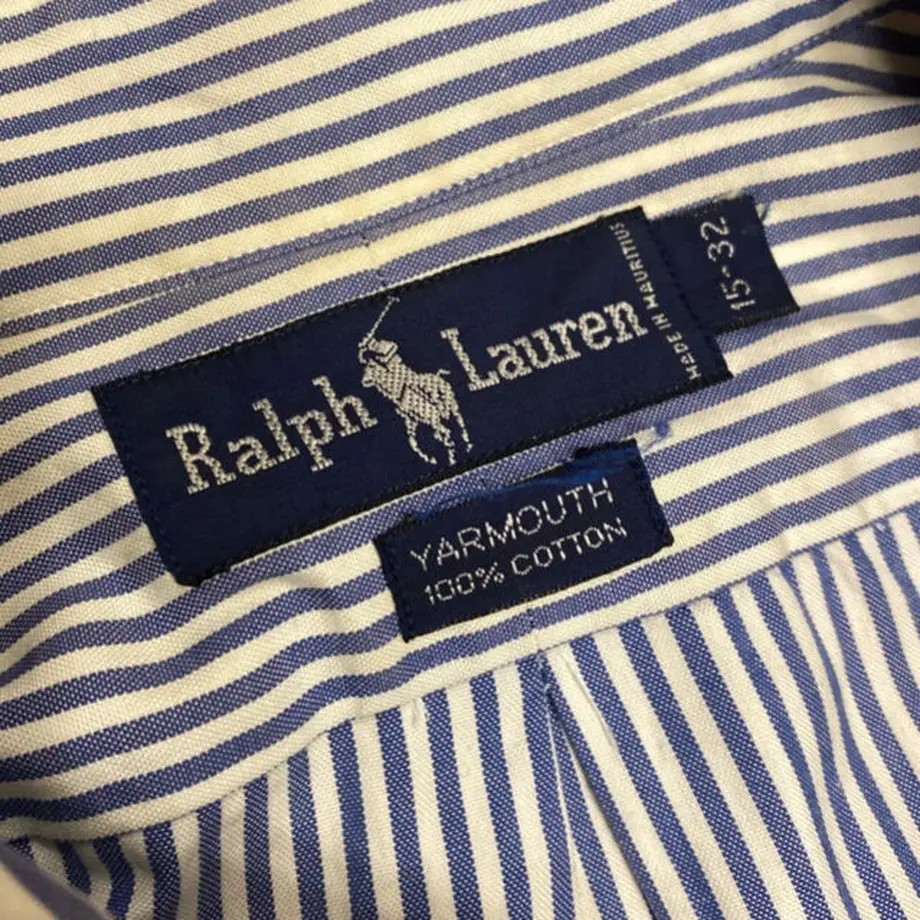 Ralph Lauren
MADE IN MAURITIUS
15-32
YARMOUTH
100% COTTON